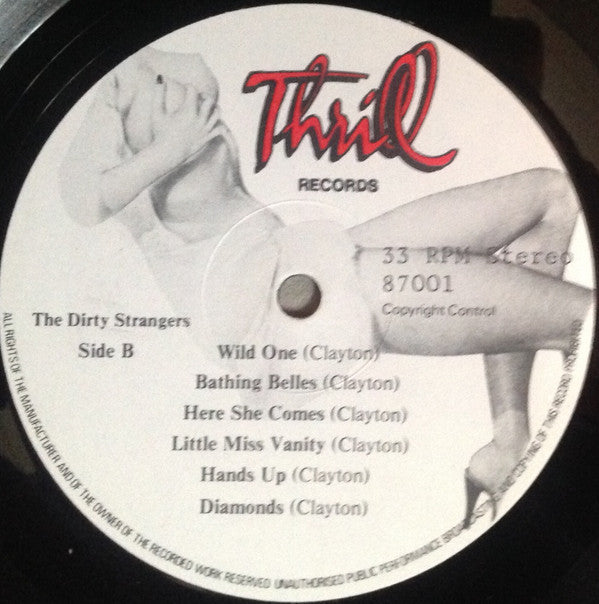 Thrill
RECORDS
33 RPM Stereo
87001
Copyright Control
The Dirty Strangers
Side B
Wild One (Clayton)
Bathing Belles (Clayton)
Here She Comes (Clayton)
Little Miss Vanity (Clayton)
Hands Up (Clayton)
Diamonds (Clayton)
ALL RIGHTS OF THE MANUFACTURER AND OF THE OWNER OF THE RECORDED WORK RESERVED UNAUTHORISED PUBLIC PERFORMANCE BROADCASTING AND COPYING OF THIS RECORD PROHIBITED